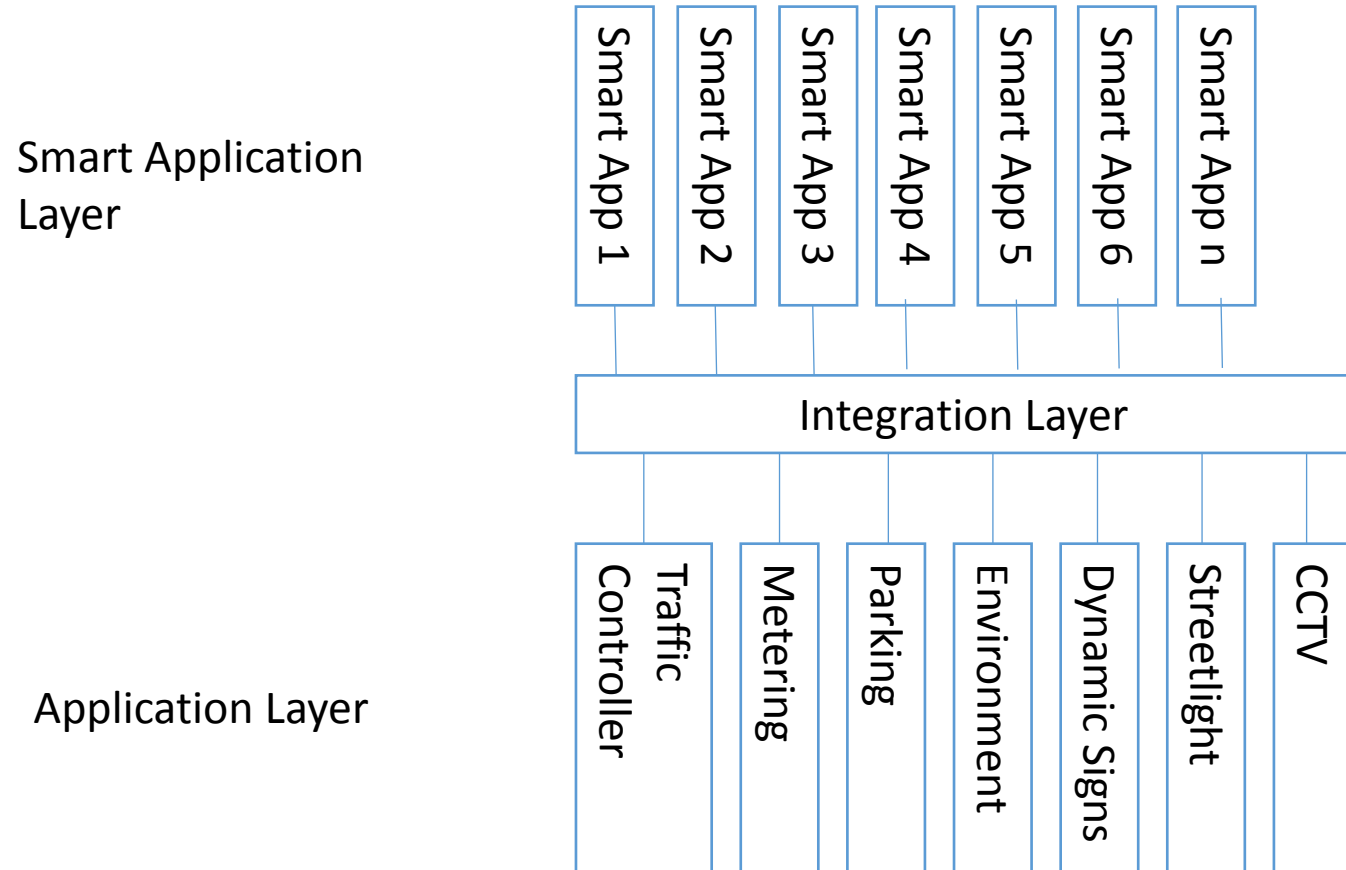 Smart Application
Layer
Smart App 1
Smart App 2
Smart App 3
Smart App 4
Smart App 5
Smart App 6
Smart App n
Integration Layer
Application Layer
Traffic
Controller
Metering
Parking
Environment
Dynamic Signs
Streetlight
CCTV